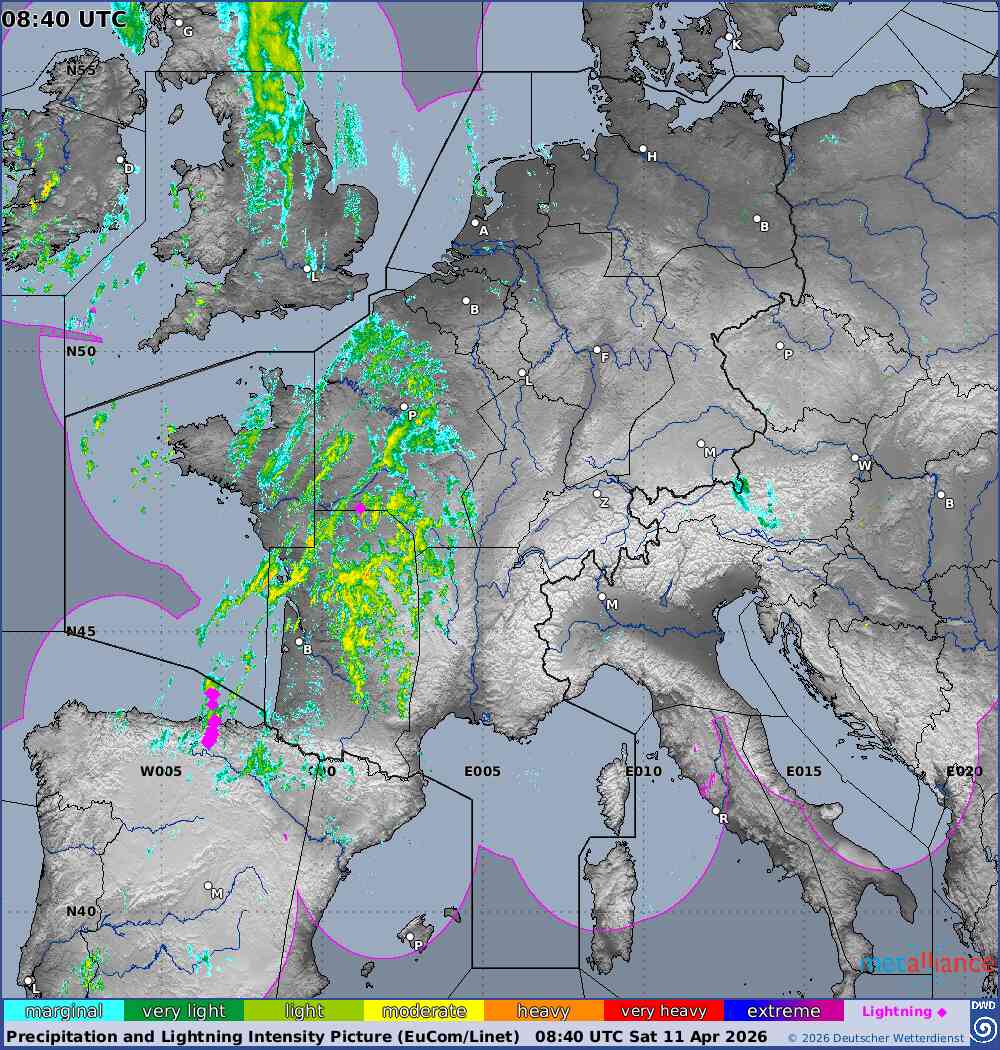 08:40 UTC
G
K
N55
D
H
A
B
L
B
N50
F
P
L
P
M
W
Z
B
M
N45
B
W005
00
E005
E010
E015
E020
R
M
N40
P
metalliance
L
marginal very light light moderate heavy very heavy extreme Lightning ◆
DWD
Precipitation and Lightning Intensity Picture (EuCom/Linet) 08:40 UTC Sat 11 Apr 2026 © 2026 Deutscher Wetterdienst